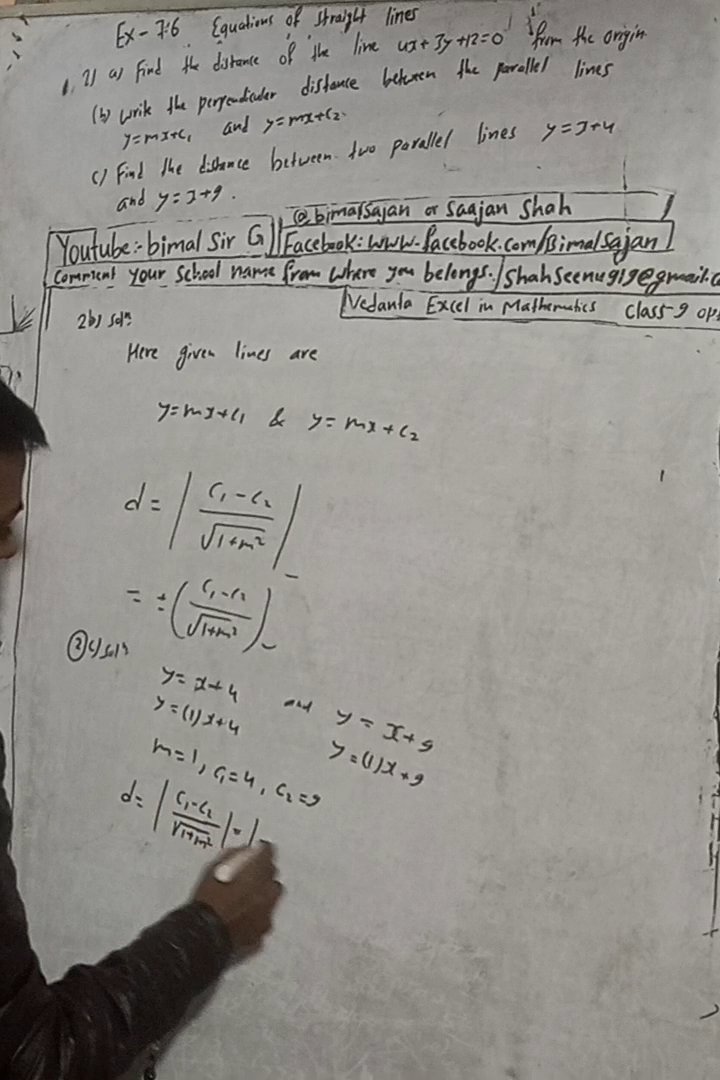 Ex - 7.6 Equations of straight lines
2) a) Find the distance of the line 4x + 3y + 12 = 0 from the origin
(b) Write the perpendicular distance between the parallel lines
y = mx + c₁ and y = mx + c₂.
c) Find the distance between two parallel lines y = x + 4
and y = x + 9.
@bimalsajan or Saajan Shah
Youtube :- bimal Sir G
Facebook: www.facebook.com/Bimalsajan
Comment your School name from where you belongs. / Shahseenu919@gmail.c
Vedanta Excel in Mathematics Class-9 op
2b) solⁿ
Here given lines are
y = mx + c₁ & y = mx + c₂
d = | (c₁ - c₂) / √(1 + m²) |
= ± ( (c₁ - c₂) / √(1 + m²) )
② c) solⁿ
y = x + 4 and y = x + 9
y = (1)x + 4 y = (1)x + 9
m = 1, c₁ = 4, c₂ = 9
d = | (c₁ - c₂) / √(1 + m²) | = |